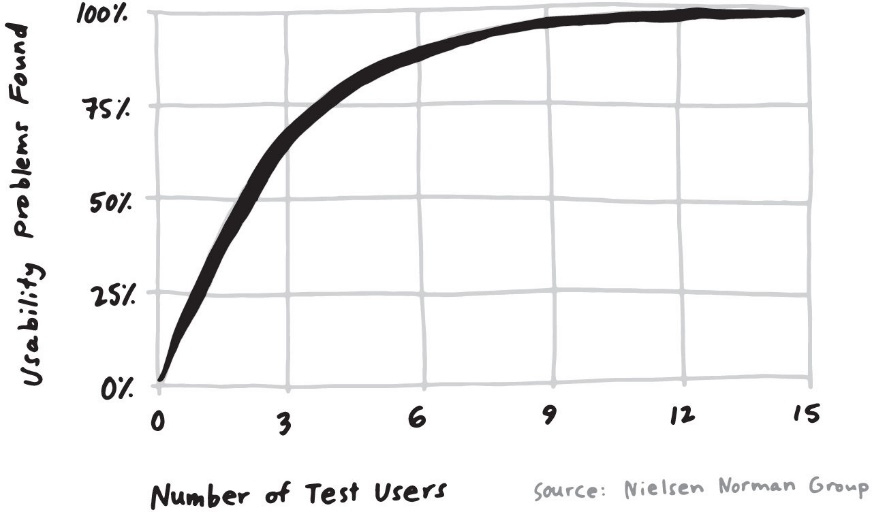 Usability Problems Found
100%
75%
50%
25%
0%
0 3 6 9 12 15
Number of Test Users
Source: Nielsen Norman Group